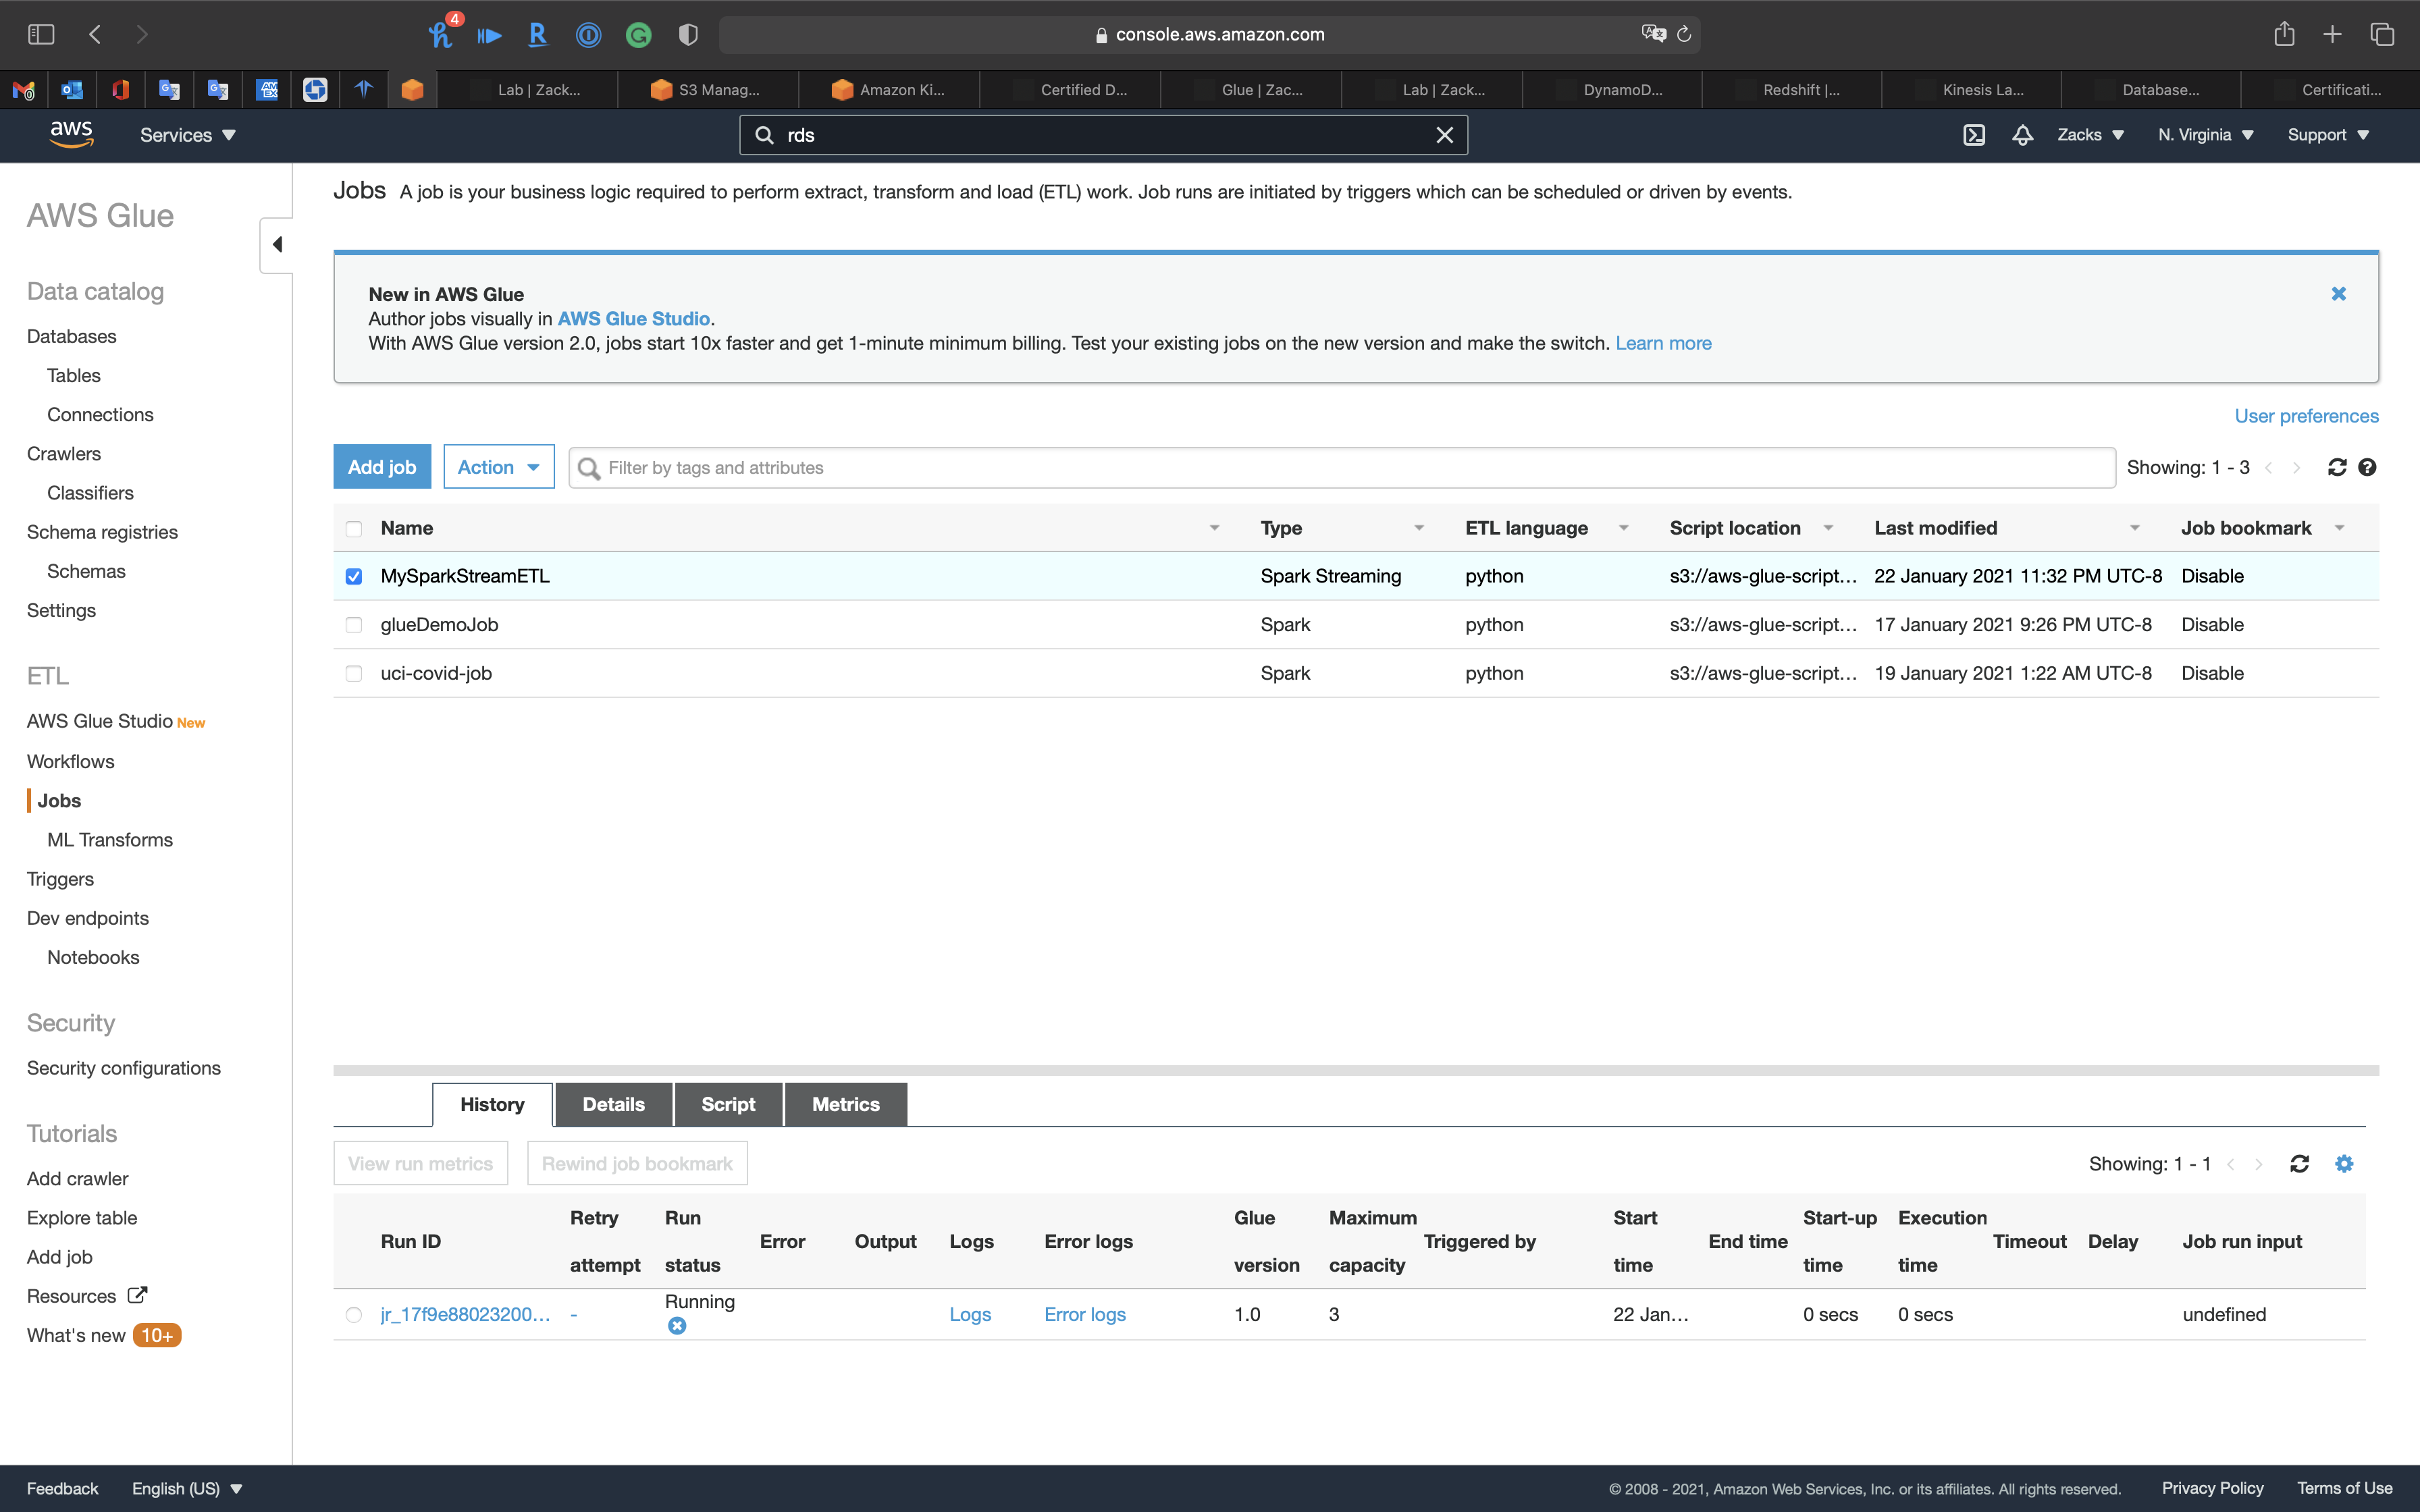 4
console.aws.amazon.com
Lab | Zack...
S3 Manag...
Amazon Ki...
Certified D...
Glue | Zac...
Lab | Zack...
DynamoD...
Redshift |...
Kinesis La...
Database...
Certificati...
aws
Services
rds
Zacks
N. Virginia
Support
AWS Glue
Data catalog
Databases
Tables
Connections
Crawlers
Classifiers
Schema registries
Schemas
Settings
ETL
AWS Glue Studio New
Workflows
Jobs
ML Transforms
Triggers
Dev endpoints
Notebooks
Security
Security configurations
Tutorials
Add crawler
Explore table
Add job
Resources
What's new 10+
Jobs A job is your business logic required to perform extract, transform and load (ETL) work. Job runs are initiated by triggers which can be scheduled or driven by events.
New in AWS Glue
Author jobs visually in AWS Glue Studio.
With AWS Glue version 2.0, jobs start 10x faster and get 1-minute minimum billing. Test your existing jobs on the new version and make the switch. Learn more
User preferences
Add job Action Filter by tags and attributes Showing: 1 - 3
Name Type ETL language Script location Last modified Job bookmark
MySparkStreamETL Spark Streaming python s3://aws-glue-script... 22 January 2021 11:32 PM UTC-8 Disable
glueDemoJob Spark python s3://aws-glue-script... 17 January 2021 9:26 PM UTC-8 Disable
uci-covid-job Spark python s3://aws-glue-script... 19 January 2021 1:22 AM UTC-8 Disable
History Details Script Metrics
View run metrics Rewind job bookmark Showing: 1 - 1
Run ID Retry attempt Run status Error Output Logs Error logs Glue version Maximum capacity Triggered by Start time End time Start-up time Execution time Timeout Delay Job run input
jr_17f9e88023200... - Running Logs Error logs 1.0 3 22 Jan... 0 secs 0 secs undefined
Feedback English (US) © 2008 - 2021, Amazon Web Services, Inc. or its affiliates. All rights reserved. Privacy Policy Terms of Use